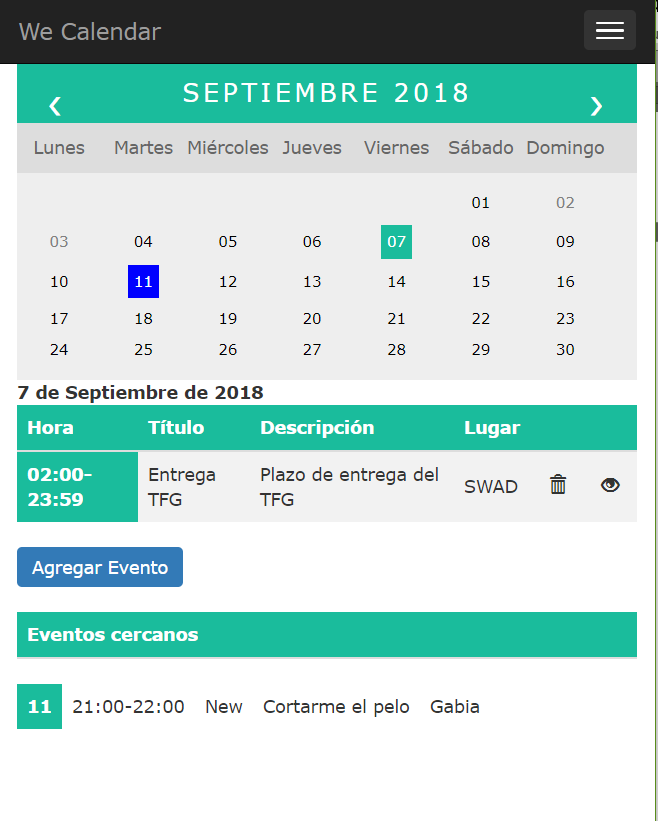 We Calendar
SEPTIEMBRE 2018
Lunes Martes Miércoles Jueves Viernes Sábado Domingo
01 02
03 04 05 06 07 08 09
10 11 12 13 14 15 16
17 18 19 20 21 22 23
24 25 26 27 28 29 30
7 de Septiembre de 2018
Hora Título Descripción Lugar
02:00-23:59 Entrega TFG Plazo de entrega del TFG SWAD
Agregar Evento
Eventos cercanos
11 21:00-22:00 New Cortarme el pelo Gabia